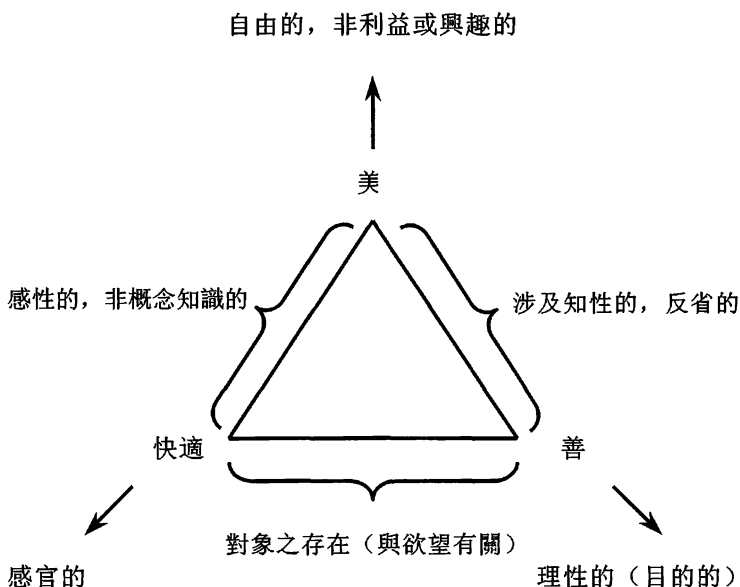 自由的，非利益或興趣的
美
感性的，非概念知識的
涉及知性的，反省的
快適
善
對象之存在（與欲望有關）
感官的
理性的（目的的）